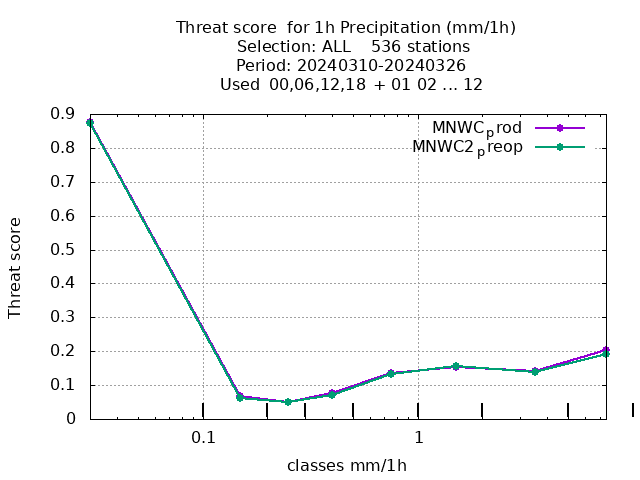 Threat score  for 1h Precipitation (mm/1h)
Selection: ALL    536 stations
Period: 20240310-20240326
Used  00,06,12,18  + 01 02 ... 12
MNWC_prod
MNWC2_preop
0.9
0.8
0.7
0.6
0.5
0.4
0.3
0.2
0.1
0
Threat score
0.1
1
classes mm/1h